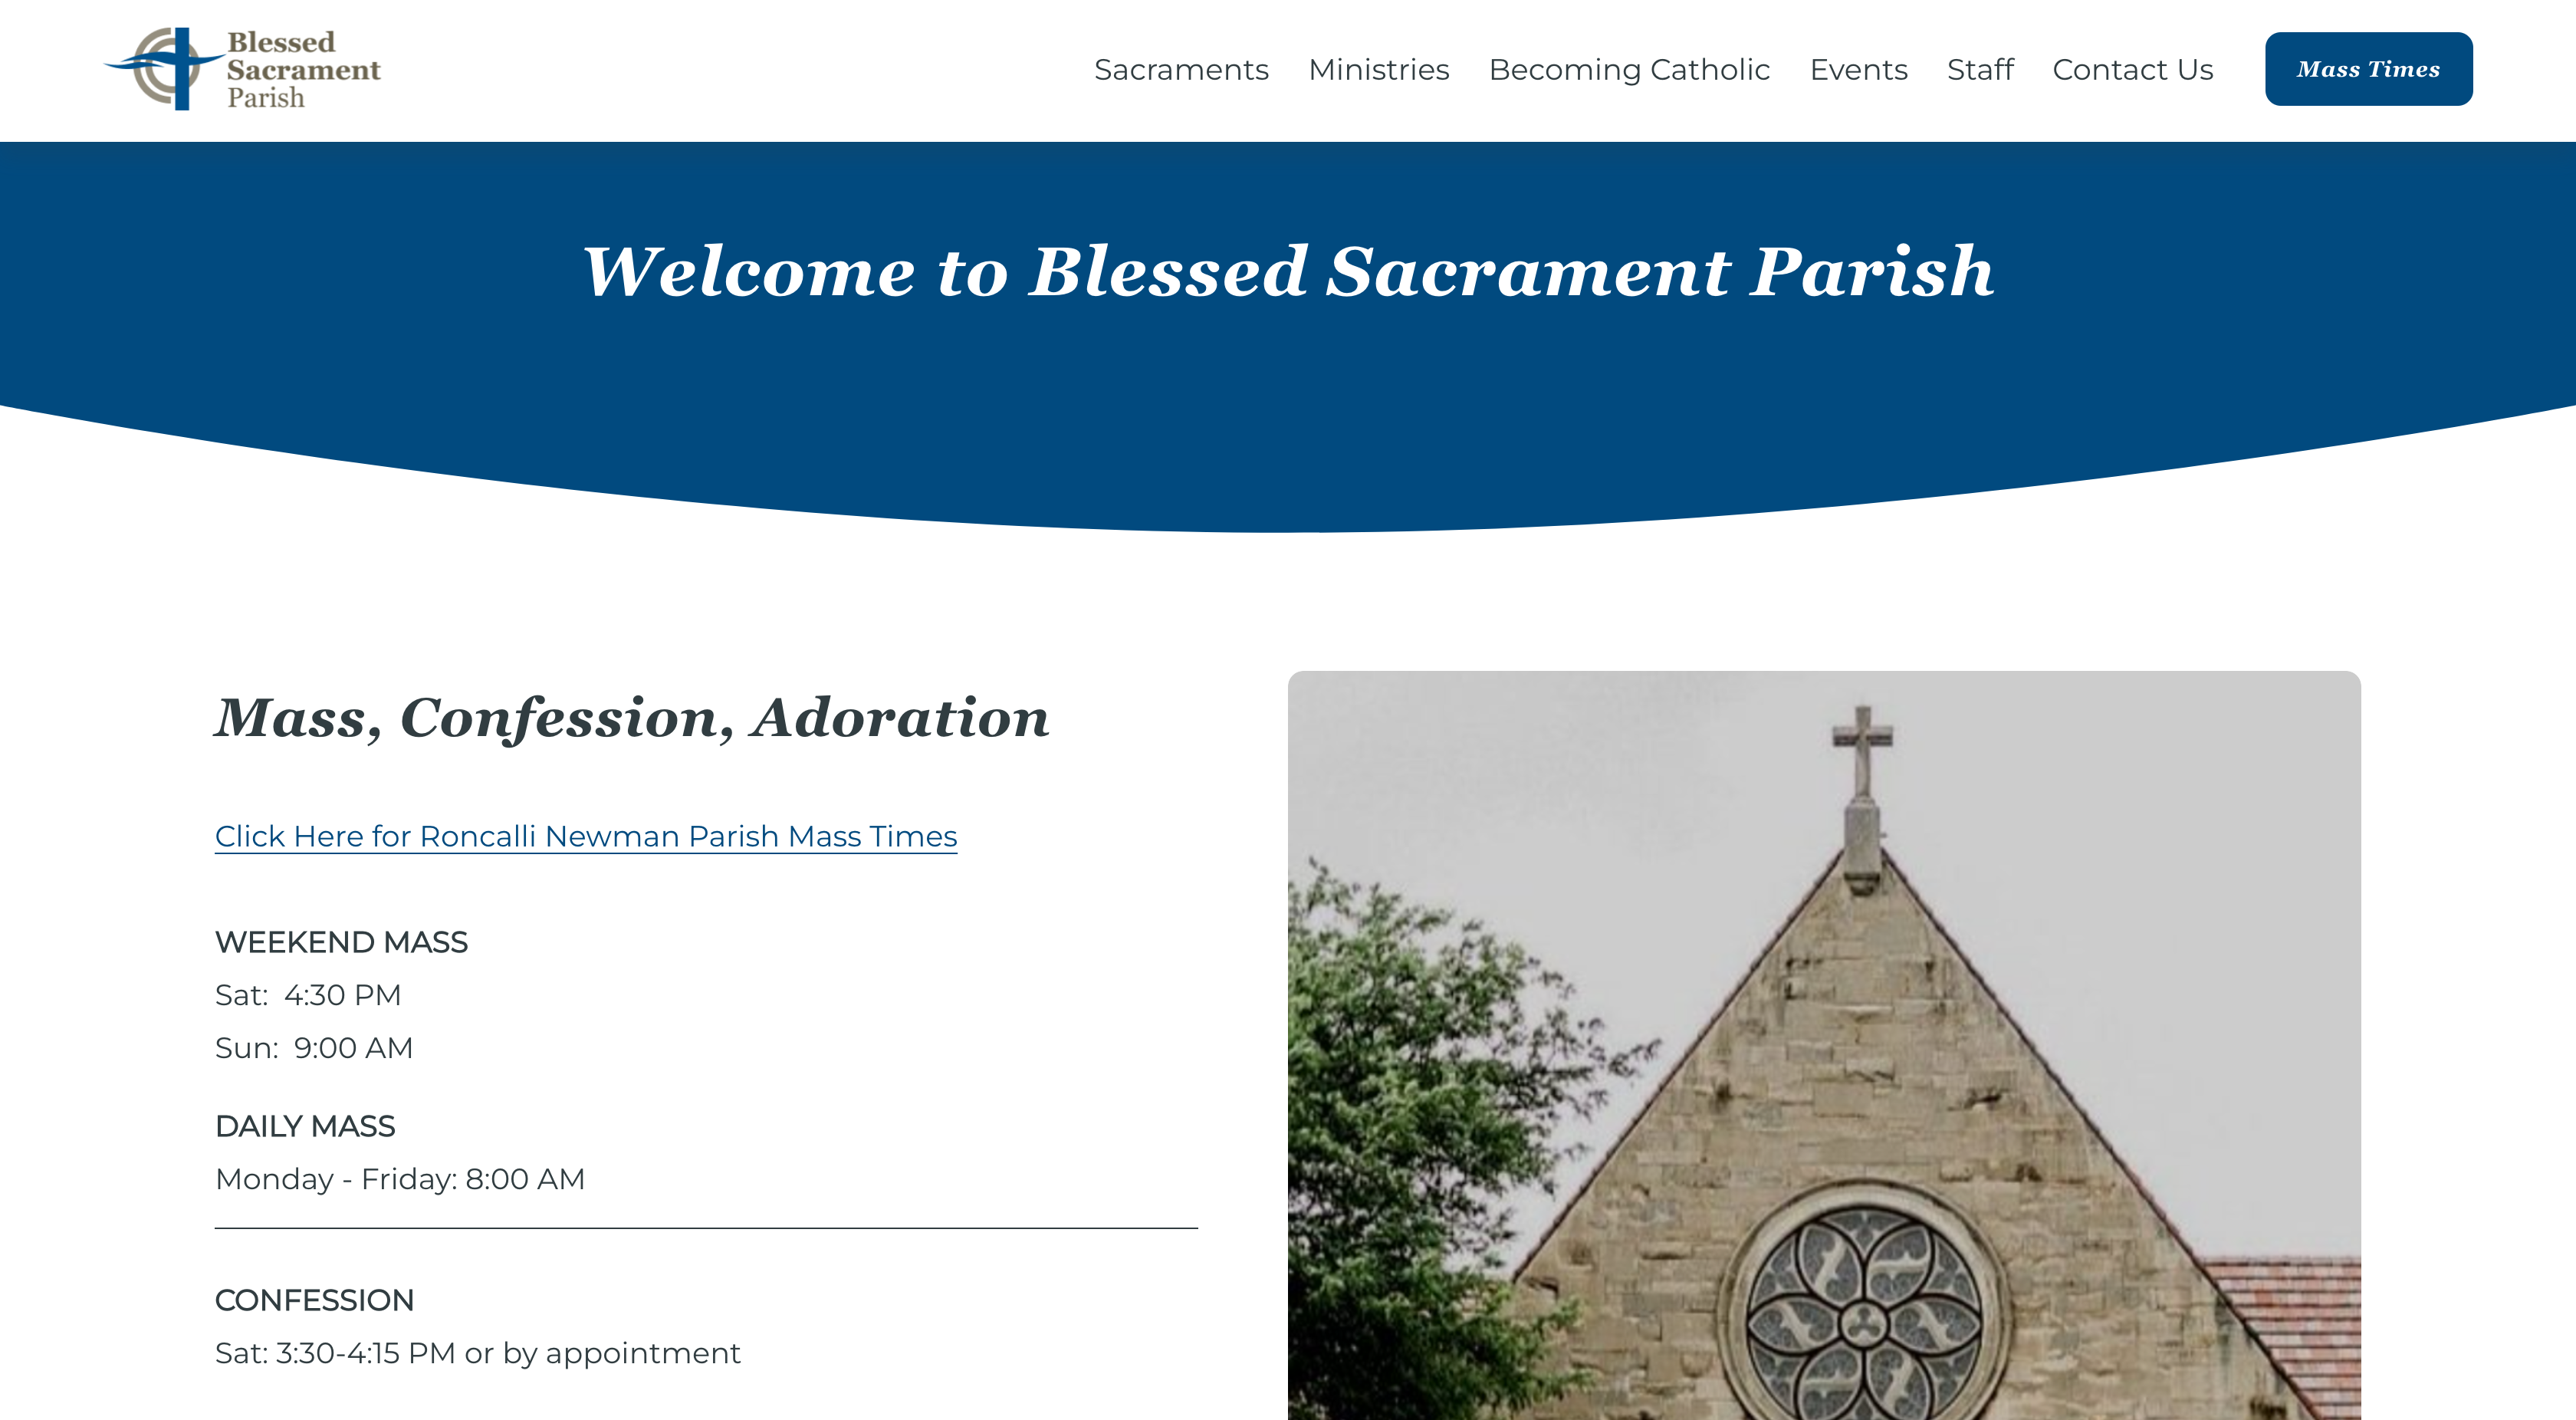 Blessed
Sacrament
Parish
Sacraments Ministries Becoming Catholic Events Staff Contact Us Mass Times
Welcome to Blessed Sacrament Parish
Mass, Confession, Adoration
Click Here for Roncalli Newman Parish Mass Times
WEEKEND MASS
Sat:  4:30 PM
Sun:  9:00 AM
DAILY MASS
Monday - Friday: 8:00 AM
CONFESSION
Sat: 3:30-4:15 PM or by appointment